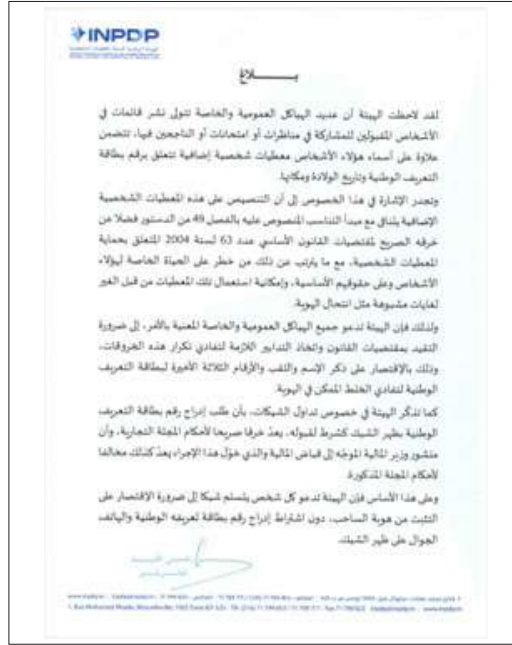 INPDP
بـــــــلاغ
لقد لاحظت الهيئة أن عديد الهياكل العمومية والخاصة تتولى نشر قائمات في
الأشخاص المقبولين للمشاركة في مناظرات أو امتحانات أو الناجحين فيها، تتضمن
علاوة على أسماء هؤلاء الأشخاص معطيات شخصية إضافية تتعلق برقم بطاقة
التعريف الوطنية وتاريخ الولادة ومكانها.
وتجدر الإشارة في هذا الخصوص إلى أن التنصيص على هذه المعطيات الشخصية
الإضافية يتنافى مع مبدأ التناسب المنصوص عليه بالفصل 49 من الدستور فضلا عن
خرقه الصريح لمقتضيات القانون الأساسي عدد 63 لسنة 2004 المتعلق بحماية
المعطيات الشخصية، مع ما يترتب عن ذلك من خطر على الحياة الخاصة لهؤلاء
الأشخاص وعلى حقوقهم الأساسية، وإمكانية استعمال تلك المعطيات من قبل الغير
لغايات مشبوهة مثل انتحال الهوية.
ولذلك فإن الهيئة تدعو جميع الهياكل العمومية والخاصة المعنية بالأمر، إلى ضرورة
التقيد بمقتضيات القانون واتخاذ التدابير اللازمة لتفادي تكرار هذه الخروقات،
وذلك بالإقتصار على ذكر الإسم واللقب والأرقام الثلاثة الأخيرة لبطاقة التعريف
الوطنية لتفادي الخلط الممكن في الهوية.
كما تذكّر الهيئة في خصوص تداول الشيكات، بأن طلب إدراج رقم بطاقة التعريف
الوطنية بظهر الشيك كشرط لقبوله، يعدّ خرقا صريحا لأحكام المجلة التجارية، وأن
منشور وزير المالية الموجّه إلى قباض المالية والذي خوّل هذا الإجراء يعدّ كذلك مخالفا
لأحكام المجلة المذكورة.
وعلى هذا الأساس فإن الهيئة تدعو كل شخص يتسلم شيكا إلى ضرورة الإقتصار على
التثبت من هوية الساحب، دون اشتراط إدراج رقم بطاقة تعريفه الوطنية والهاتف
الجوال على ظهر الشيك.